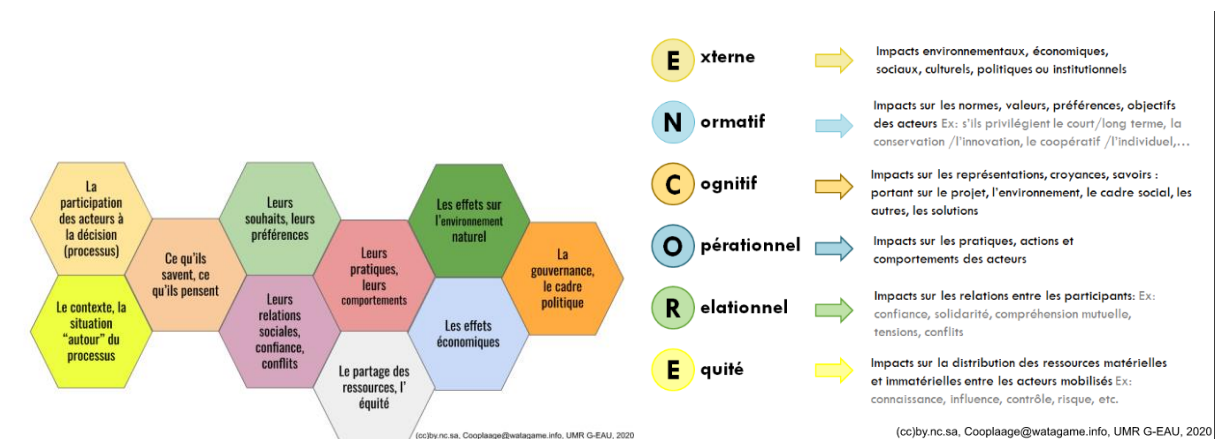 La
participation
des acteurs à
la décision
(processus)
Le contexte, la
situation
“autour” du
processus
Ce qu’ils
savent, ce
qu’ils pensent
Leurs
souhaits, leurs
préférences
Leurs
relations
sociales,
confiance,
conflits
Leurs
pratiques,
leurs
comportements
Le partage des
ressources, l’
équité
Les effets sur
l’environnement
naturel
Les effets
économiques
La
gouvernance,
le cadre
politique
(cc)by.nc.sa, Cooplaage@watagame.info, UMR G-EAU, 2020
E xterne
Impacts environnementaux, économiques,
sociaux, culturels, politiques ou institutionnels
N ormatif
Impacts sur les normes, valeurs, préférences, objectifs
des acteurs Ex: s’ils privilégient le court/long terme, la
conservation /l’innovation, le coopératif /l’individuel,…
C ognitif
Impacts sur les représentations, croyances, savoirs :
portant sur le projet, l’environnement, le cadre social, les
autres, les solutions
O pérationnel
Impacts sur les pratiques, actions et
comportements des acteurs
R elationnel
Impacts sur les relations entre les participants: Ex:
confiance, solidarité, compréhension mutuelle,
tensions, conflits
E quité
Impacts sur la distribution des ressources matérielles
et immatérielles entre les acteurs mobilisés Ex:
connaissance, influence, contrôle, risque, etc.
(cc)by.nc.sa, Cooplaage@watagame.info, UMR G-EAU, 2020